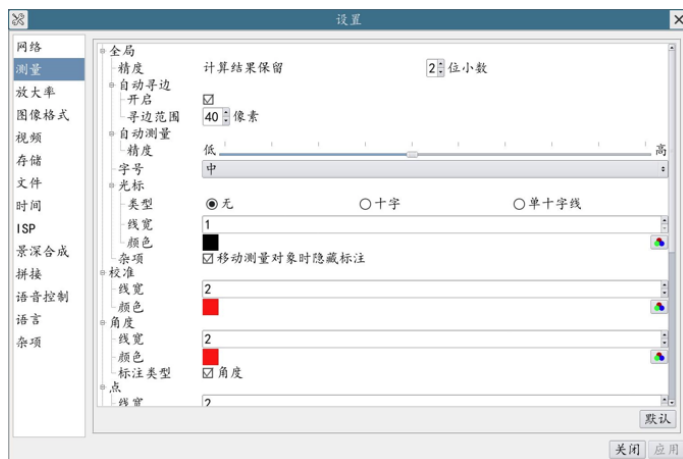 设置
网络
测量
放大率
图像格式
视频
存储
文件
时间
ISP
景深合成
拼接
语音控制
语言
杂项
全局
精度 计算结果保留 2 位小数
自动寻边
开启
寻边范围 40 像素
自动测量
精度 低 高
字号 中
光标
类型 无 十字 单十字线
线宽 1
颜色
杂项 移动测量对象时隐藏标注
校准
线宽 2
颜色
角度
线宽 2
颜色
标注类型 角度
点
线宽 2
默认
关闭 应用